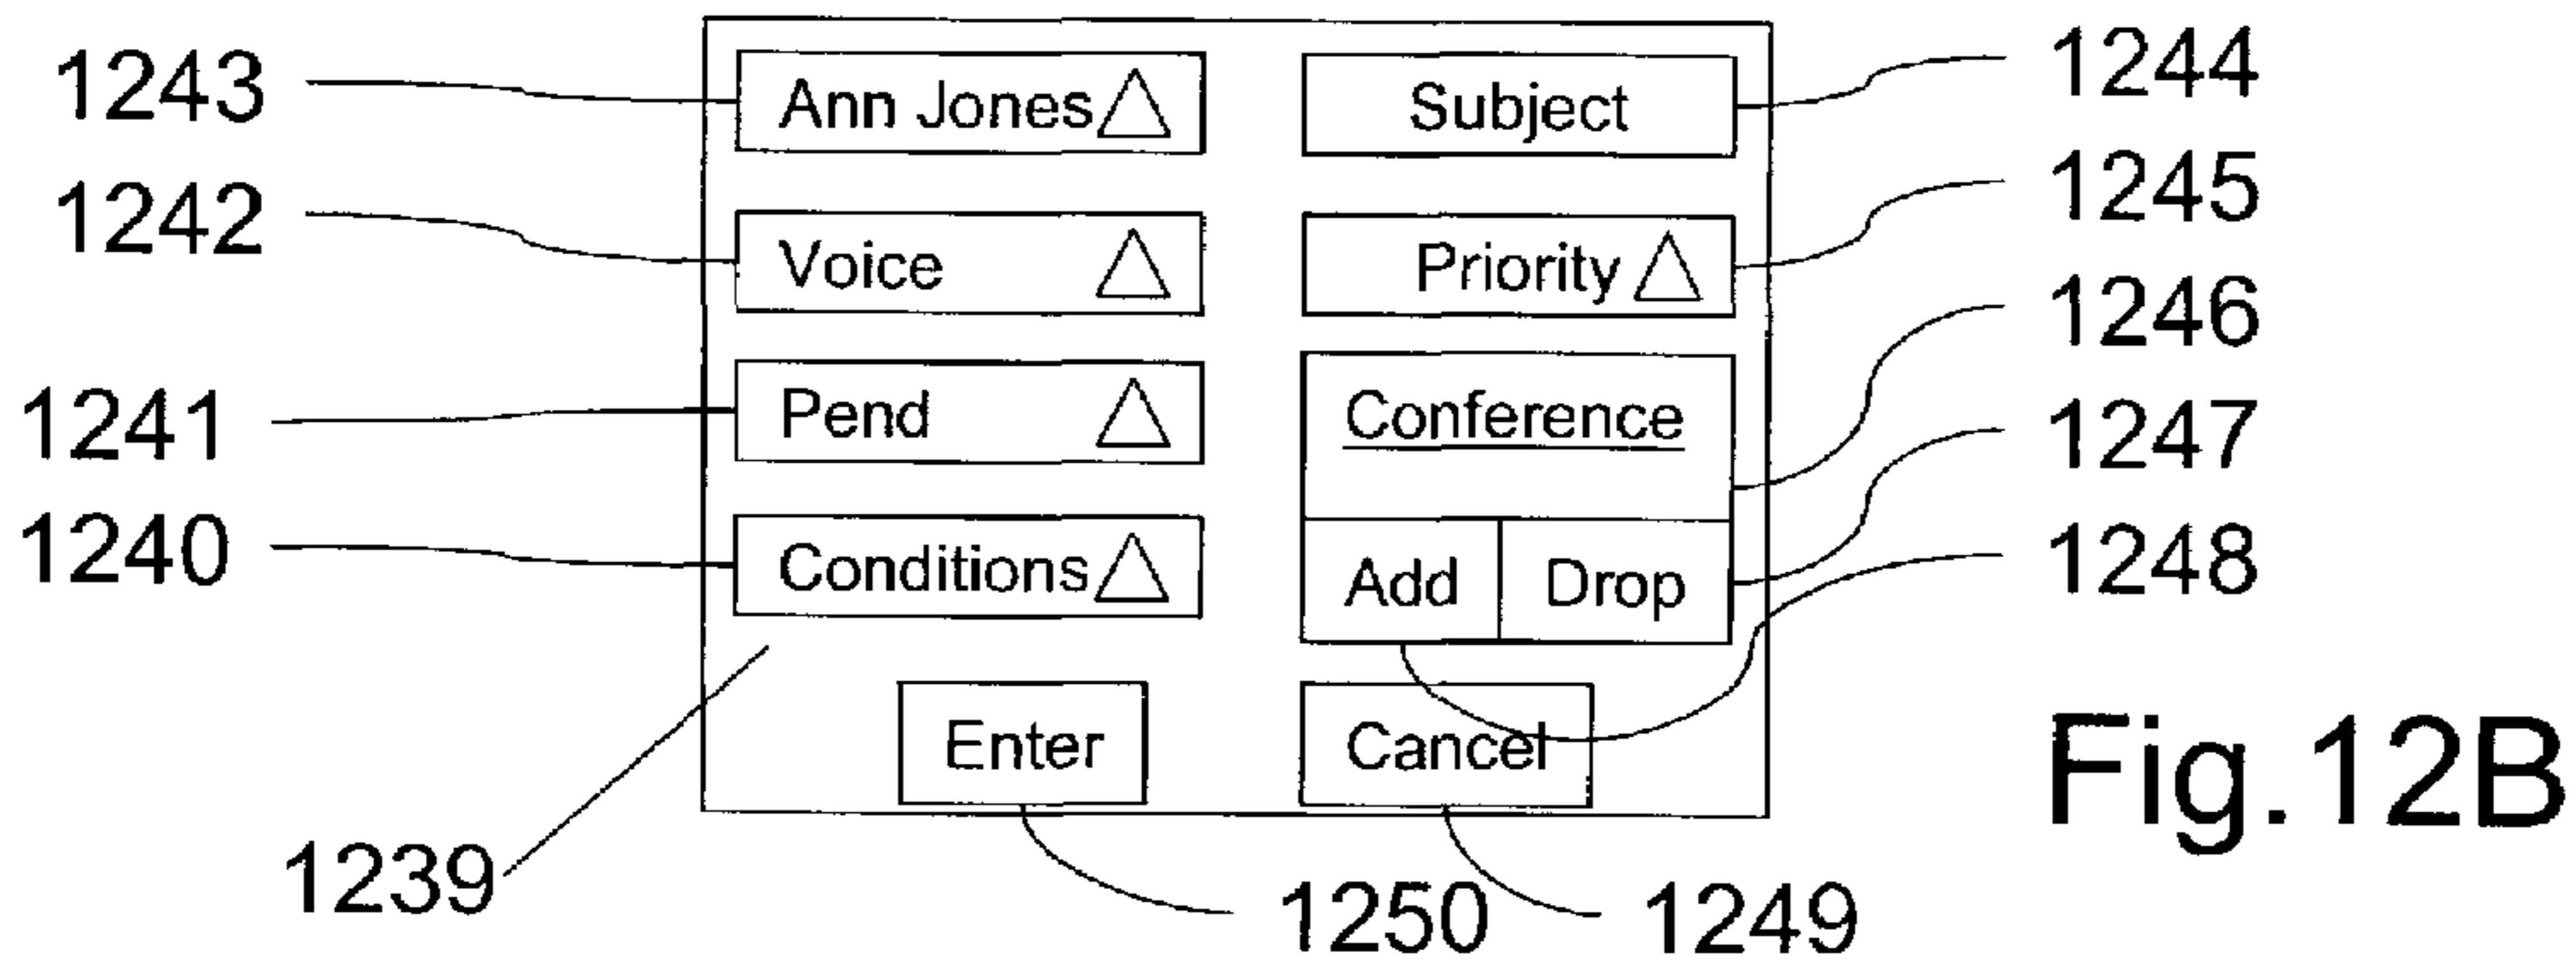 1243
Ann Jones
Subject
1244
1242
Voice
Priority
1245
1241
Pend
Conference
1246
1247
1240
Conditions
Add
Drop
1248
Enter
Cancel
1239
1250
1249
Fig.12B